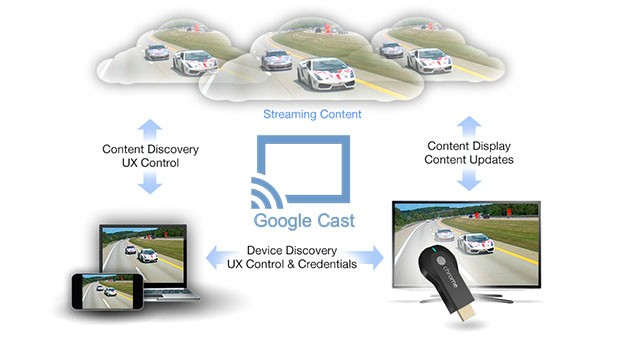 Streaming Content
Content Discovery
UX Control
Content Display
Content Updates
Google Cast
Device Discovery
UX Control & Credentials
chrome